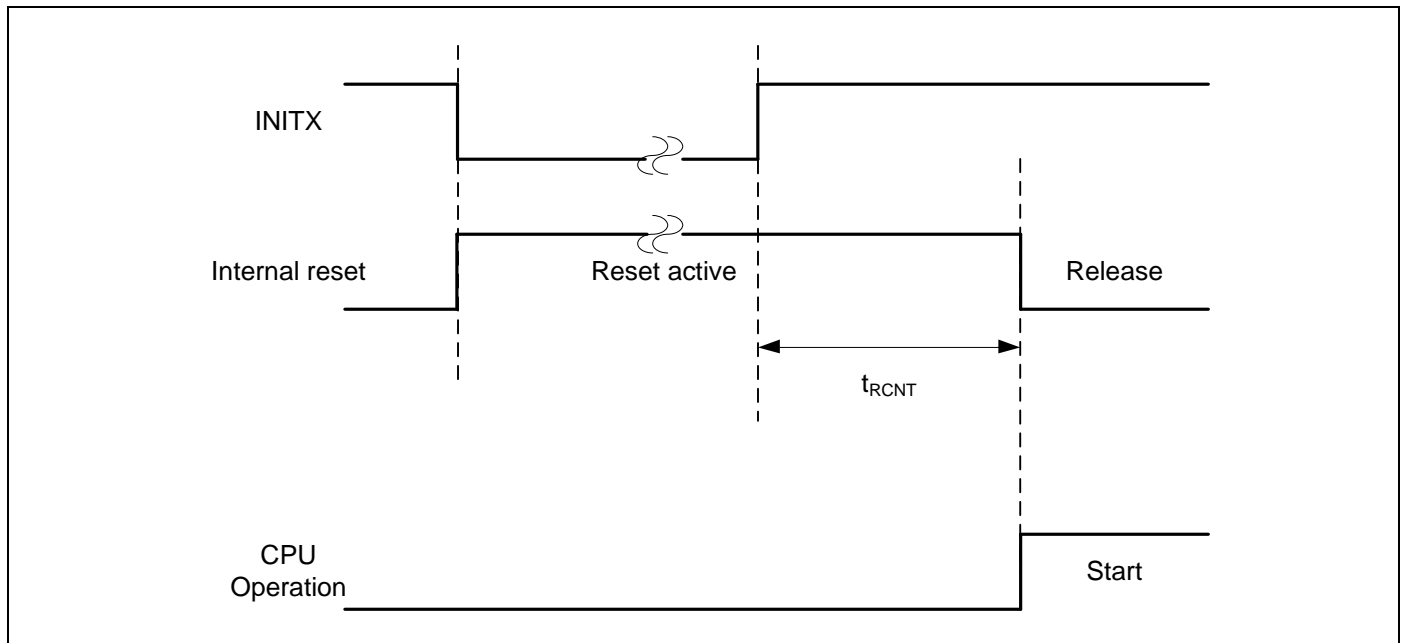 INITX
Internal reset
Reset active
Release
tRCNT
CPU
Operation
Start